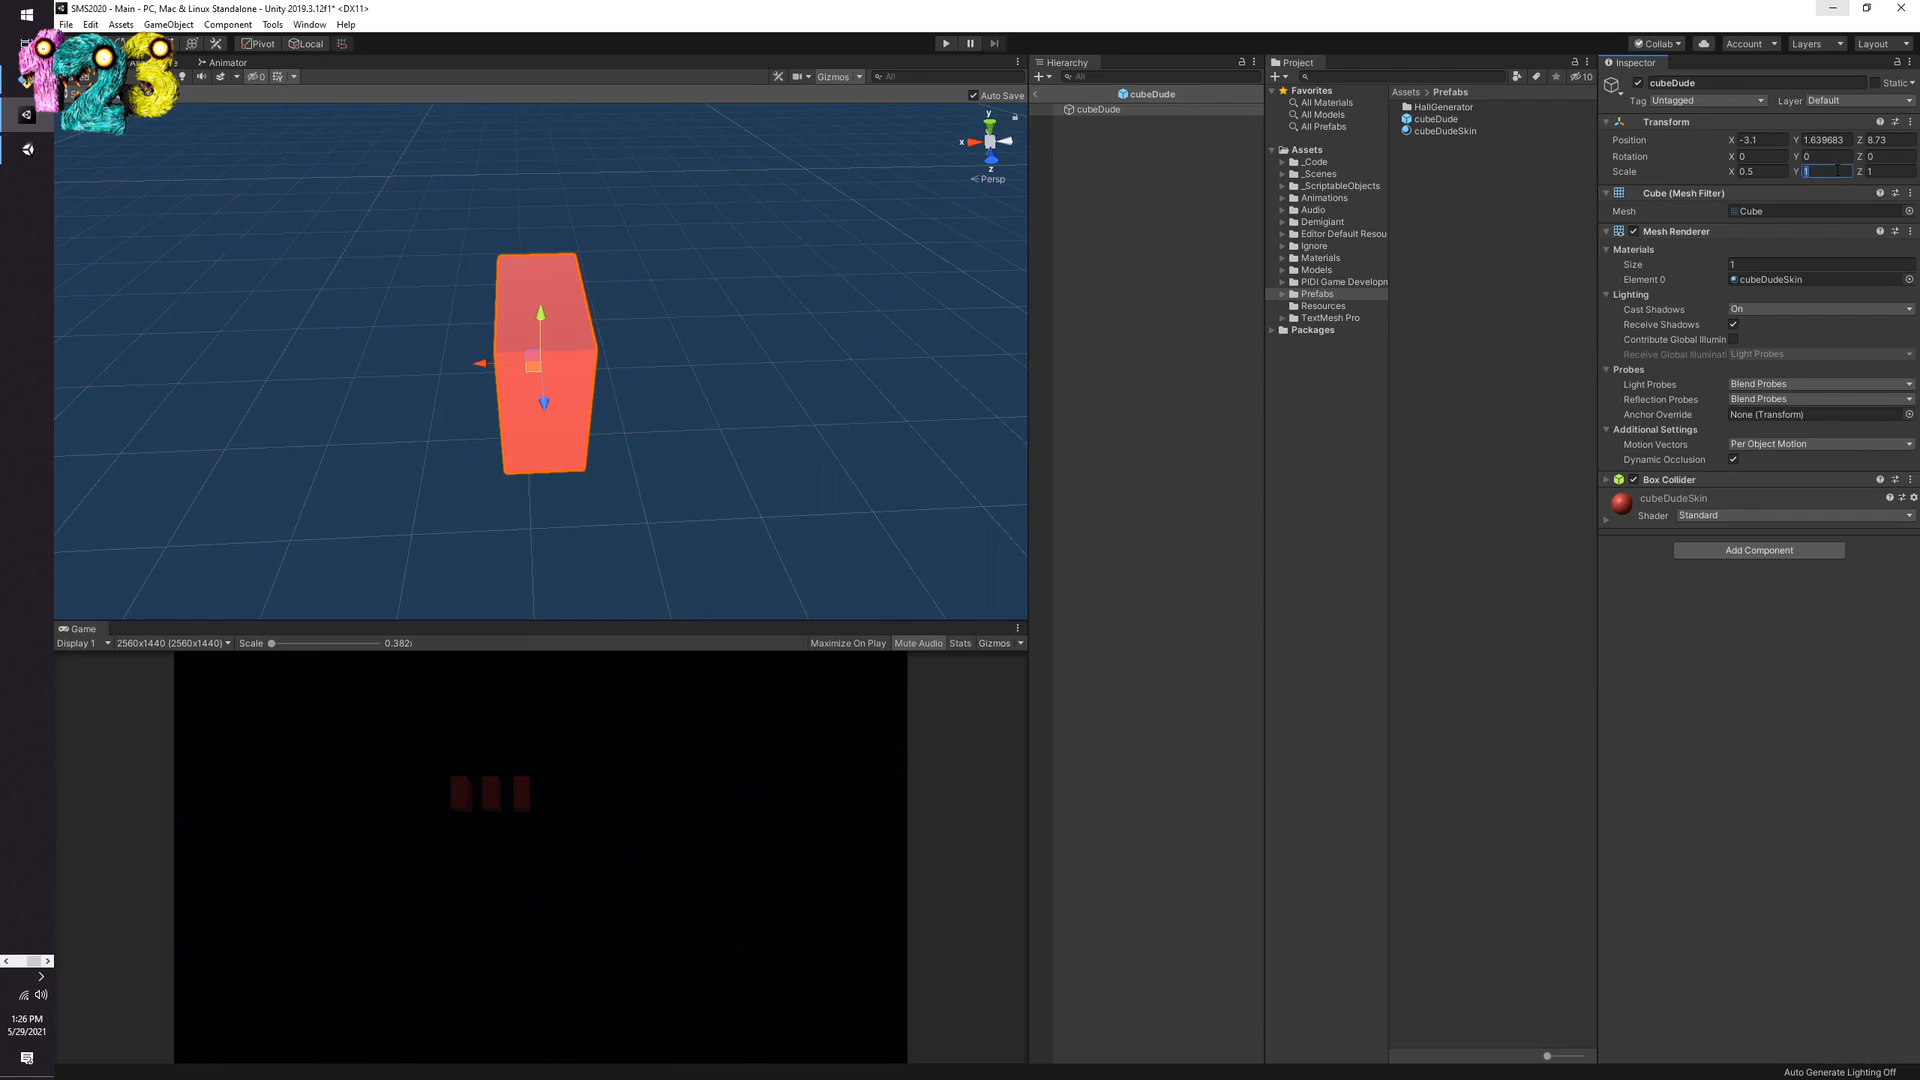 SMS2020 - Main - PC, Mac & Linux Standalone - Unity 2019.3.12f1* <DX11>
File Edit Assets GameObject Component Tools Window Help
123
Pivot Local
Collab Account Layers Layout
Animator
Gizmos All
Auto Save
y
x
z
Persp
Hierarchy
All
cubeDude
cubeDude
Project
10
Favorites
All Materials
All Models
All Prefabs
Assets
_Code
_Scenes
_ScriptableObjects
Animations
Audio
Demigiant
Editor Default Resou
Ignore
Materials
Models
PIDI Game Developn
Prefabs
Resources
TextMesh Pro
Packages
Assets > Prefabs
HallGenerator
cubeDude
cubeDudeSkin
Inspector
cubeDude Static
Tag Untagged Layer Default
Transform
Position X -3.1 Y 1.639683 Z 8.73
Rotation X 0 Y 0 Z 0
Scale X 0.5 Y 1 Z 1
Cube (Mesh Filter)
Mesh Cube
Mesh Renderer
Materials
Size 1
Element 0 cubeDudeSkin
Lighting
Cast Shadows On
Receive Shadows
Contribute Global Illumin
Receive Global Illuminati Light Probes
Probes
Light Probes Blend Probes
Reflection Probes Blend Probes
Anchor Override None (Transform)
Additional Settings
Motion Vectors Per Object Motion
Dynamic Occlusion
Box Collider
cubeDudeSkin
Shader Standard
Add Component
Game
Display 1 2560x1440 (2560x1440) Scale 0.382 Maximize On Play Mute Audio Stats Gizmos
1:26 PM
5/29/2021
Auto Generate Lighting Off